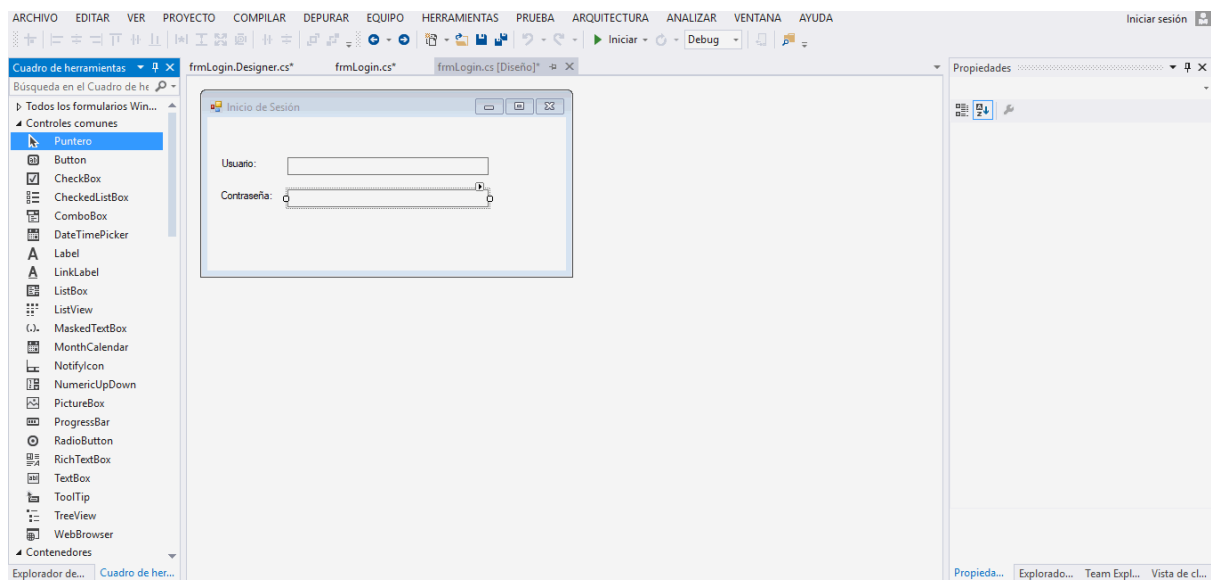 ARCHIVO EDITAR VER PROYECTO COMPILAR DEPURAR EQUIPO HERRAMIENTAS PRUEBA ARQUITECTURA ANALIZAR VENTANA AYUDA Iniciar sesión
Iniciar Debug
Cuadro de herramientas
Búsqueda en el Cuadro de he
Todos los formularios Win...
Controles comunes
Puntero
Button
CheckBox
CheckedListBox
ComboBox
DateTimePicker
Label
LinkLabel
ListBox
ListView
MaskedTextBox
MonthCalendar
NotifyIcon
NumericUpDown
PictureBox
ProgressBar
RadioButton
RichTextBox
TextBox
ToolTip
TreeView
WebBrowser
Contenedores
Explorador de... Cuadro de her...
frmLogin.Designer.cs* frmLogin.cs* frmLogin.cs [Diseño]*
Inicio de Sesión
Usuario:
Contraseña:
Propiedades
Propieda... Explorado... Team Expl... Vista de cl...